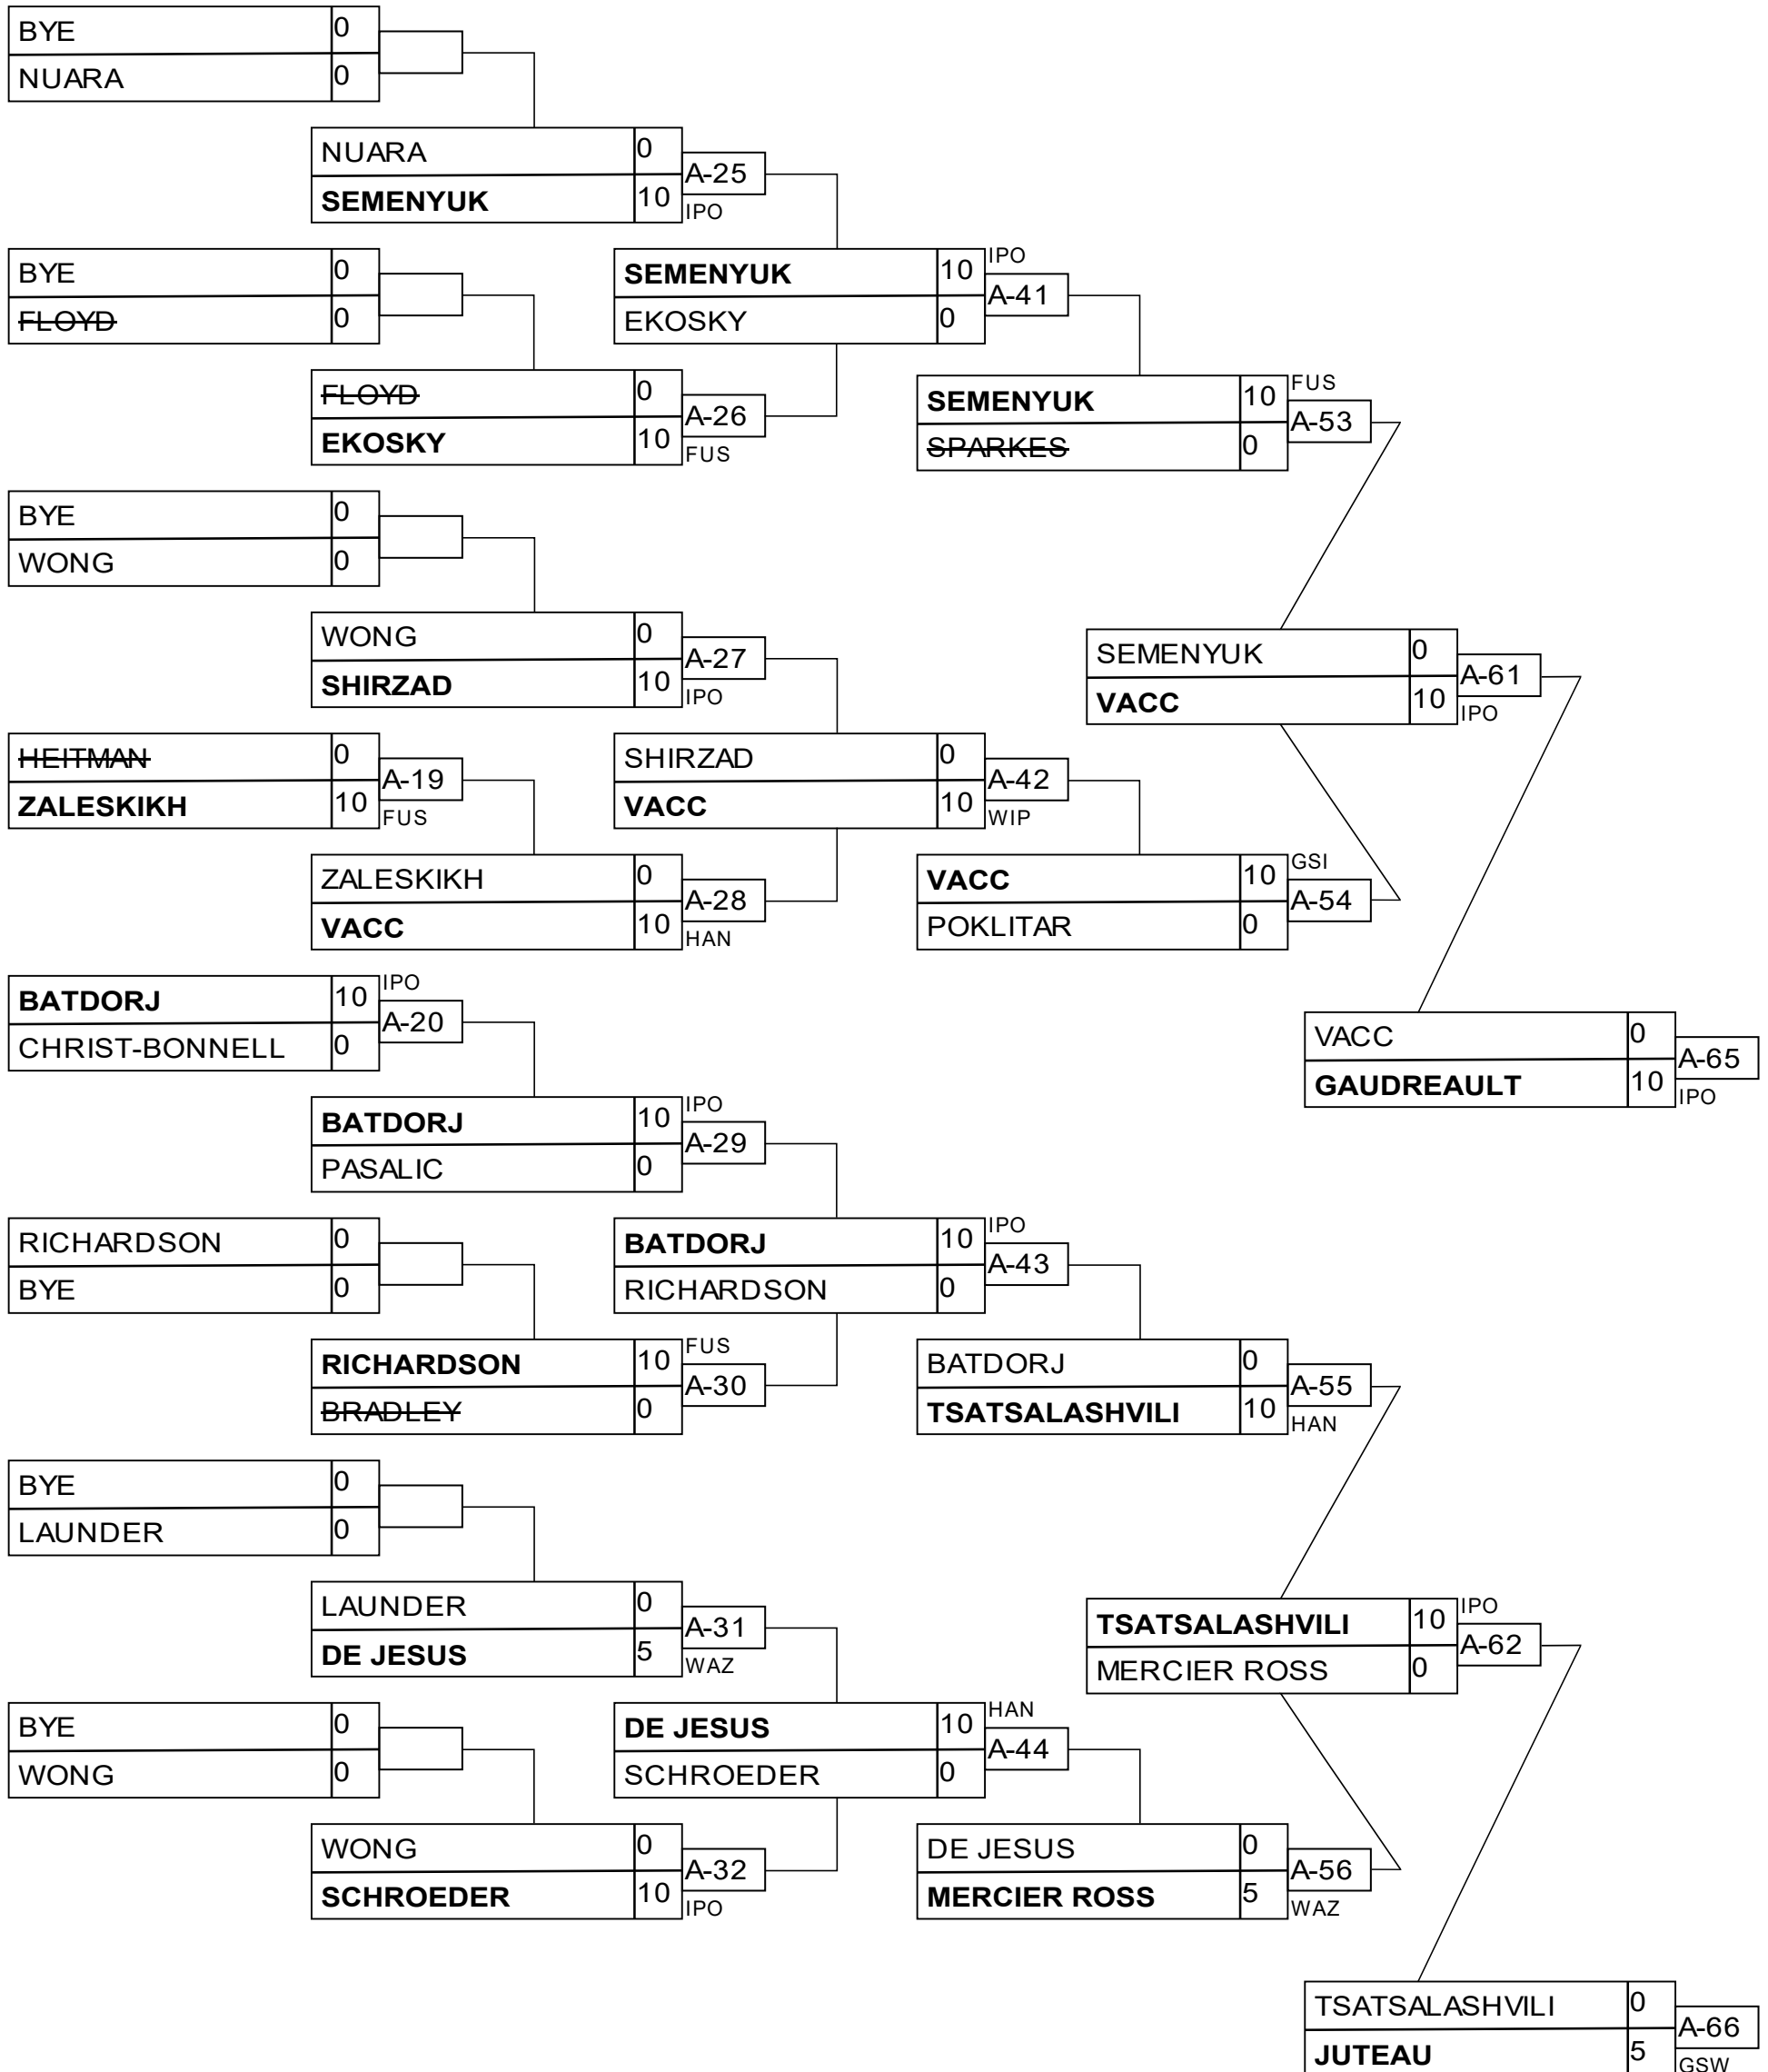 BYE 0
NUARA 0
NUARA 0
A-25
SEMENYUK 10
IPO
BYE 0
FLOYD 0
SEMENYUK 10
IPO
A-41
EKOSKY 0
FLOYD 0
A-26
EKOSKY 10
FUS
SEMENYUK 10
FUS
A-53
SPARKES 0
BYE 0
WONG 0
WONG 0
A-27
SHIRZAD 10
IPO
SEMENYUK 0
A-61
VACC 10
IPO
HEITMAN 0
A-19
ZALESKIKH 10
FUS
SHIRZAD 0
A-42
VACC 10
WIP
ZALESKIKH 0
A-28
VACC 10
HAN
VACC 10
GSI
A-54
POKLITAR 0
BATDORJ 10
IPO
A-20
CHRIST-BONNELL 0
VACC 0
A-65
GAUDREAULT 10
IPO
BATDORJ 10
IPO
A-29
PASALIC 0
RICHARDSON 0
BYE 0
BATDORJ 10
IPO
A-43
RICHARDSON 0
RICHARDSON 10
FUS
A-30
BRADLEY 0
BATDORJ 0
A-55
TSATSALASHVILI 10
HAN
BYE 0
LAUNDER 0
LAUNDER 0
A-31
DE JESUS 5
WAZ
TSATSALASHVILI 10
IPO
A-62
MERCIER ROSS 0
BYE 0
WONG 0
DE JESUS 10
HAN
A-44
SCHROEDER 0
WONG 0
A-32
SCHROEDER 10
IPO
DE JESUS 0
A-56
MERCIER ROSS 5
WAZ
TSATSALASHVILI 0
A-66
JUTEAU 5
GSW